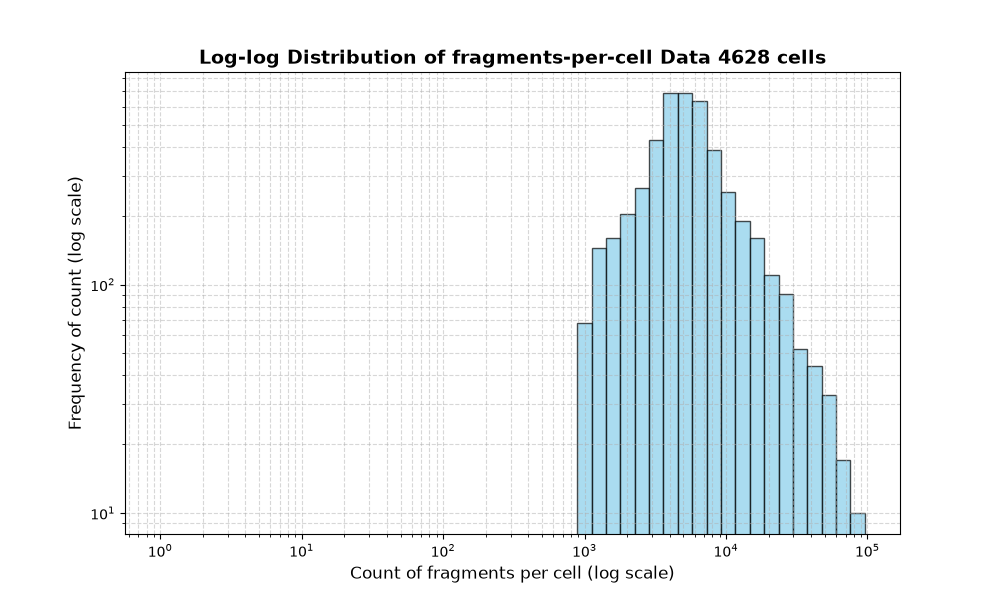 Log-log Distribution of fragments-per-cell Data 4628 cells
Frequency of count (log scale)
10²
10¹
10⁰ 10¹ 10² 10³ 10⁴ 10⁵
Count of fragments per cell (log scale)